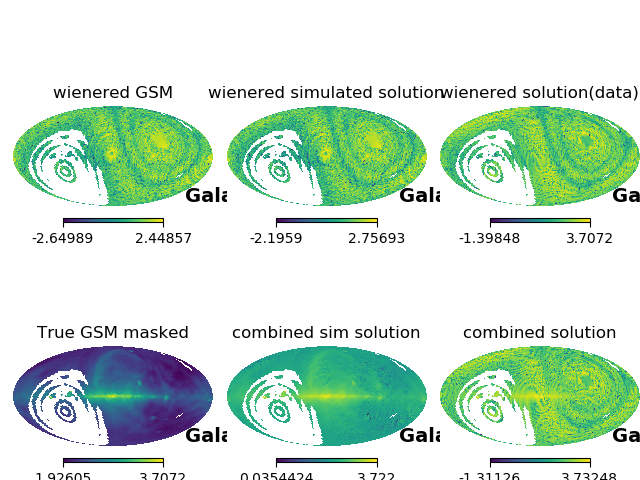 wienered GSM
wienered simulated solution
wienered solution(data)
Gala
Gala
Ga
-2.64989 2.44857
-2.1959 2.75693
-1.39848 3.7072
True GSM masked
combined sim solution
combined solution
Gala
Gala
Ga
1.92605 3.7072
0.0354424 3.722
-1.31126 3.73248